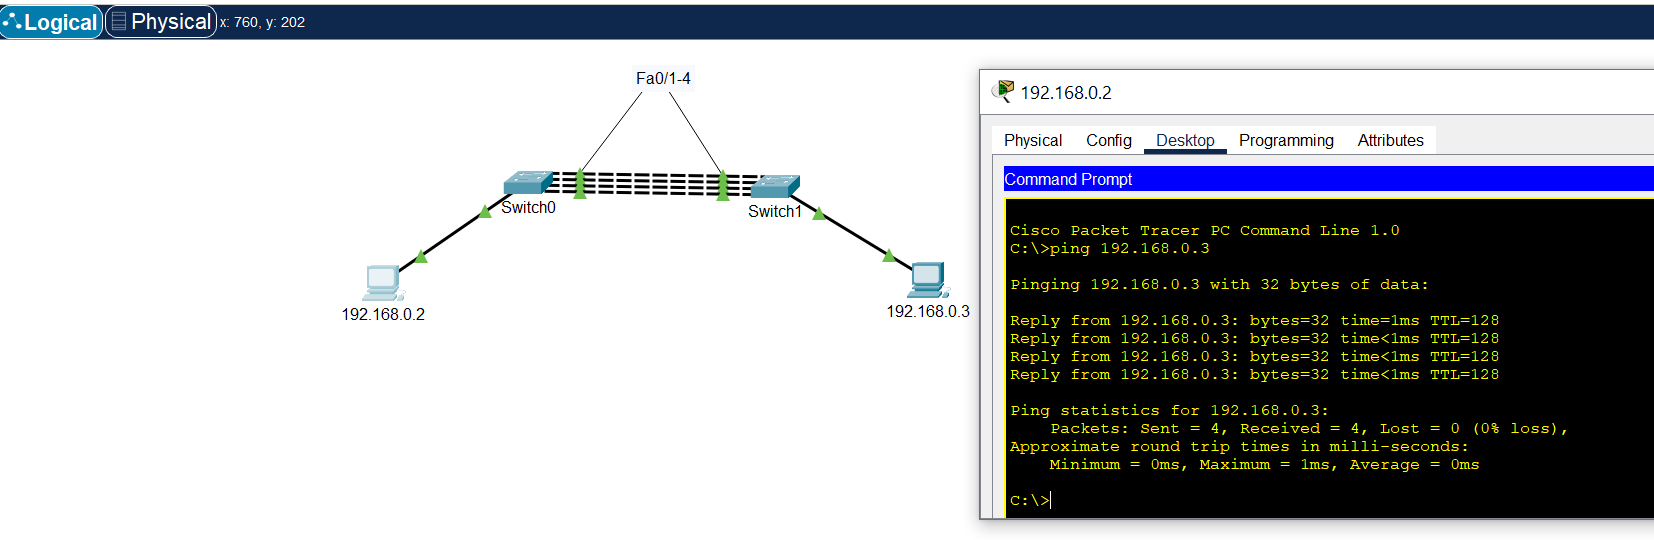 Logical Physical x: 760, y: 202
Fa0/1-4
Switch0
Switch1
192.168.0.2
192.168.0.3
192.168.0.2
Physical Config Desktop Programming Attributes
Command Prompt
Cisco Packet Tracer PC Command Line 1.0
C:\>ping 192.168.0.3
Pinging 192.168.0.3 with 32 bytes of data:
Reply from 192.168.0.3: bytes=32 time=1ms TTL=128
Reply from 192.168.0.3: bytes=32 time<1ms TTL=128
Reply from 192.168.0.3: bytes=32 time<1ms TTL=128
Reply from 192.168.0.3: bytes=32 time<1ms TTL=128
Ping statistics for 192.168.0.3:
Packets: Sent = 4, Received = 4, Lost = 0 (0% loss),
Approximate round trip times in milli-seconds:
Minimum = 0ms, Maximum = 1ms, Average = 0ms
C:\>